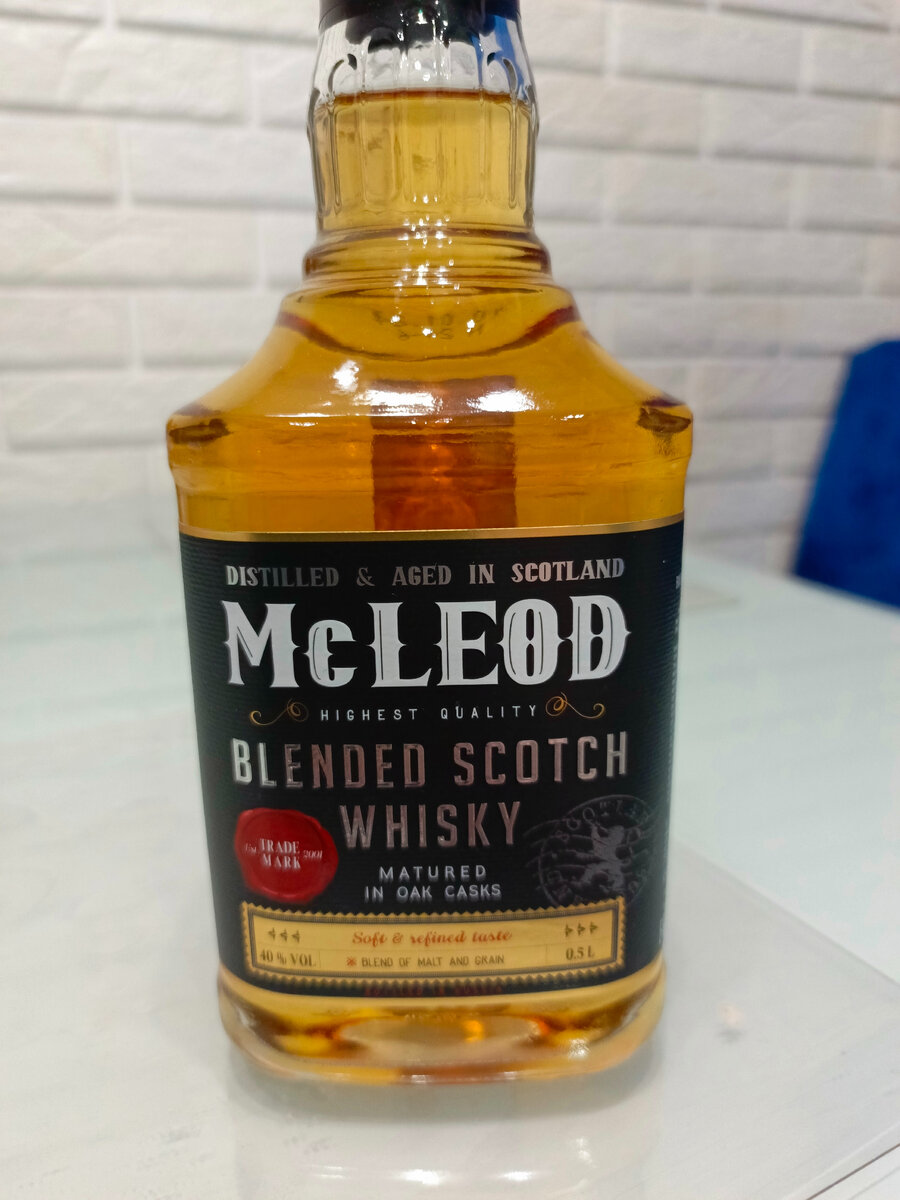 DISTILLED & AGED IN SCOTLAND
McLEOD
HIGHEST QUALITY
BLENDED SCOTCH
WHISKY
TRADE
MARK
2001
MATURED
IN OAK CASKS
Soft & refined taste
40 % VOL
BLEND OF MALT AND GRAIN
0.5 L